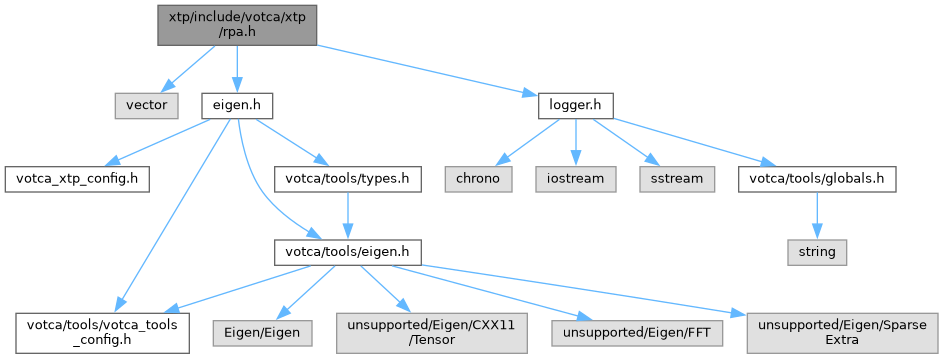 xtp/include/votca/xtp
/rpa.h
vector
eigen.h
logger.h
votca_xtp_config.h
votca/tools/types.h
chrono
iostream
sstream
votca/tools/globals.h
votca/tools/eigen.h
string
votca/tools/votca_tools
_config.h
Eigen/Eigen
unsupported/Eigen/CXX11
/Tensor
unsupported/Eigen/FFT
unsupported/Eigen/Sparse
Extra